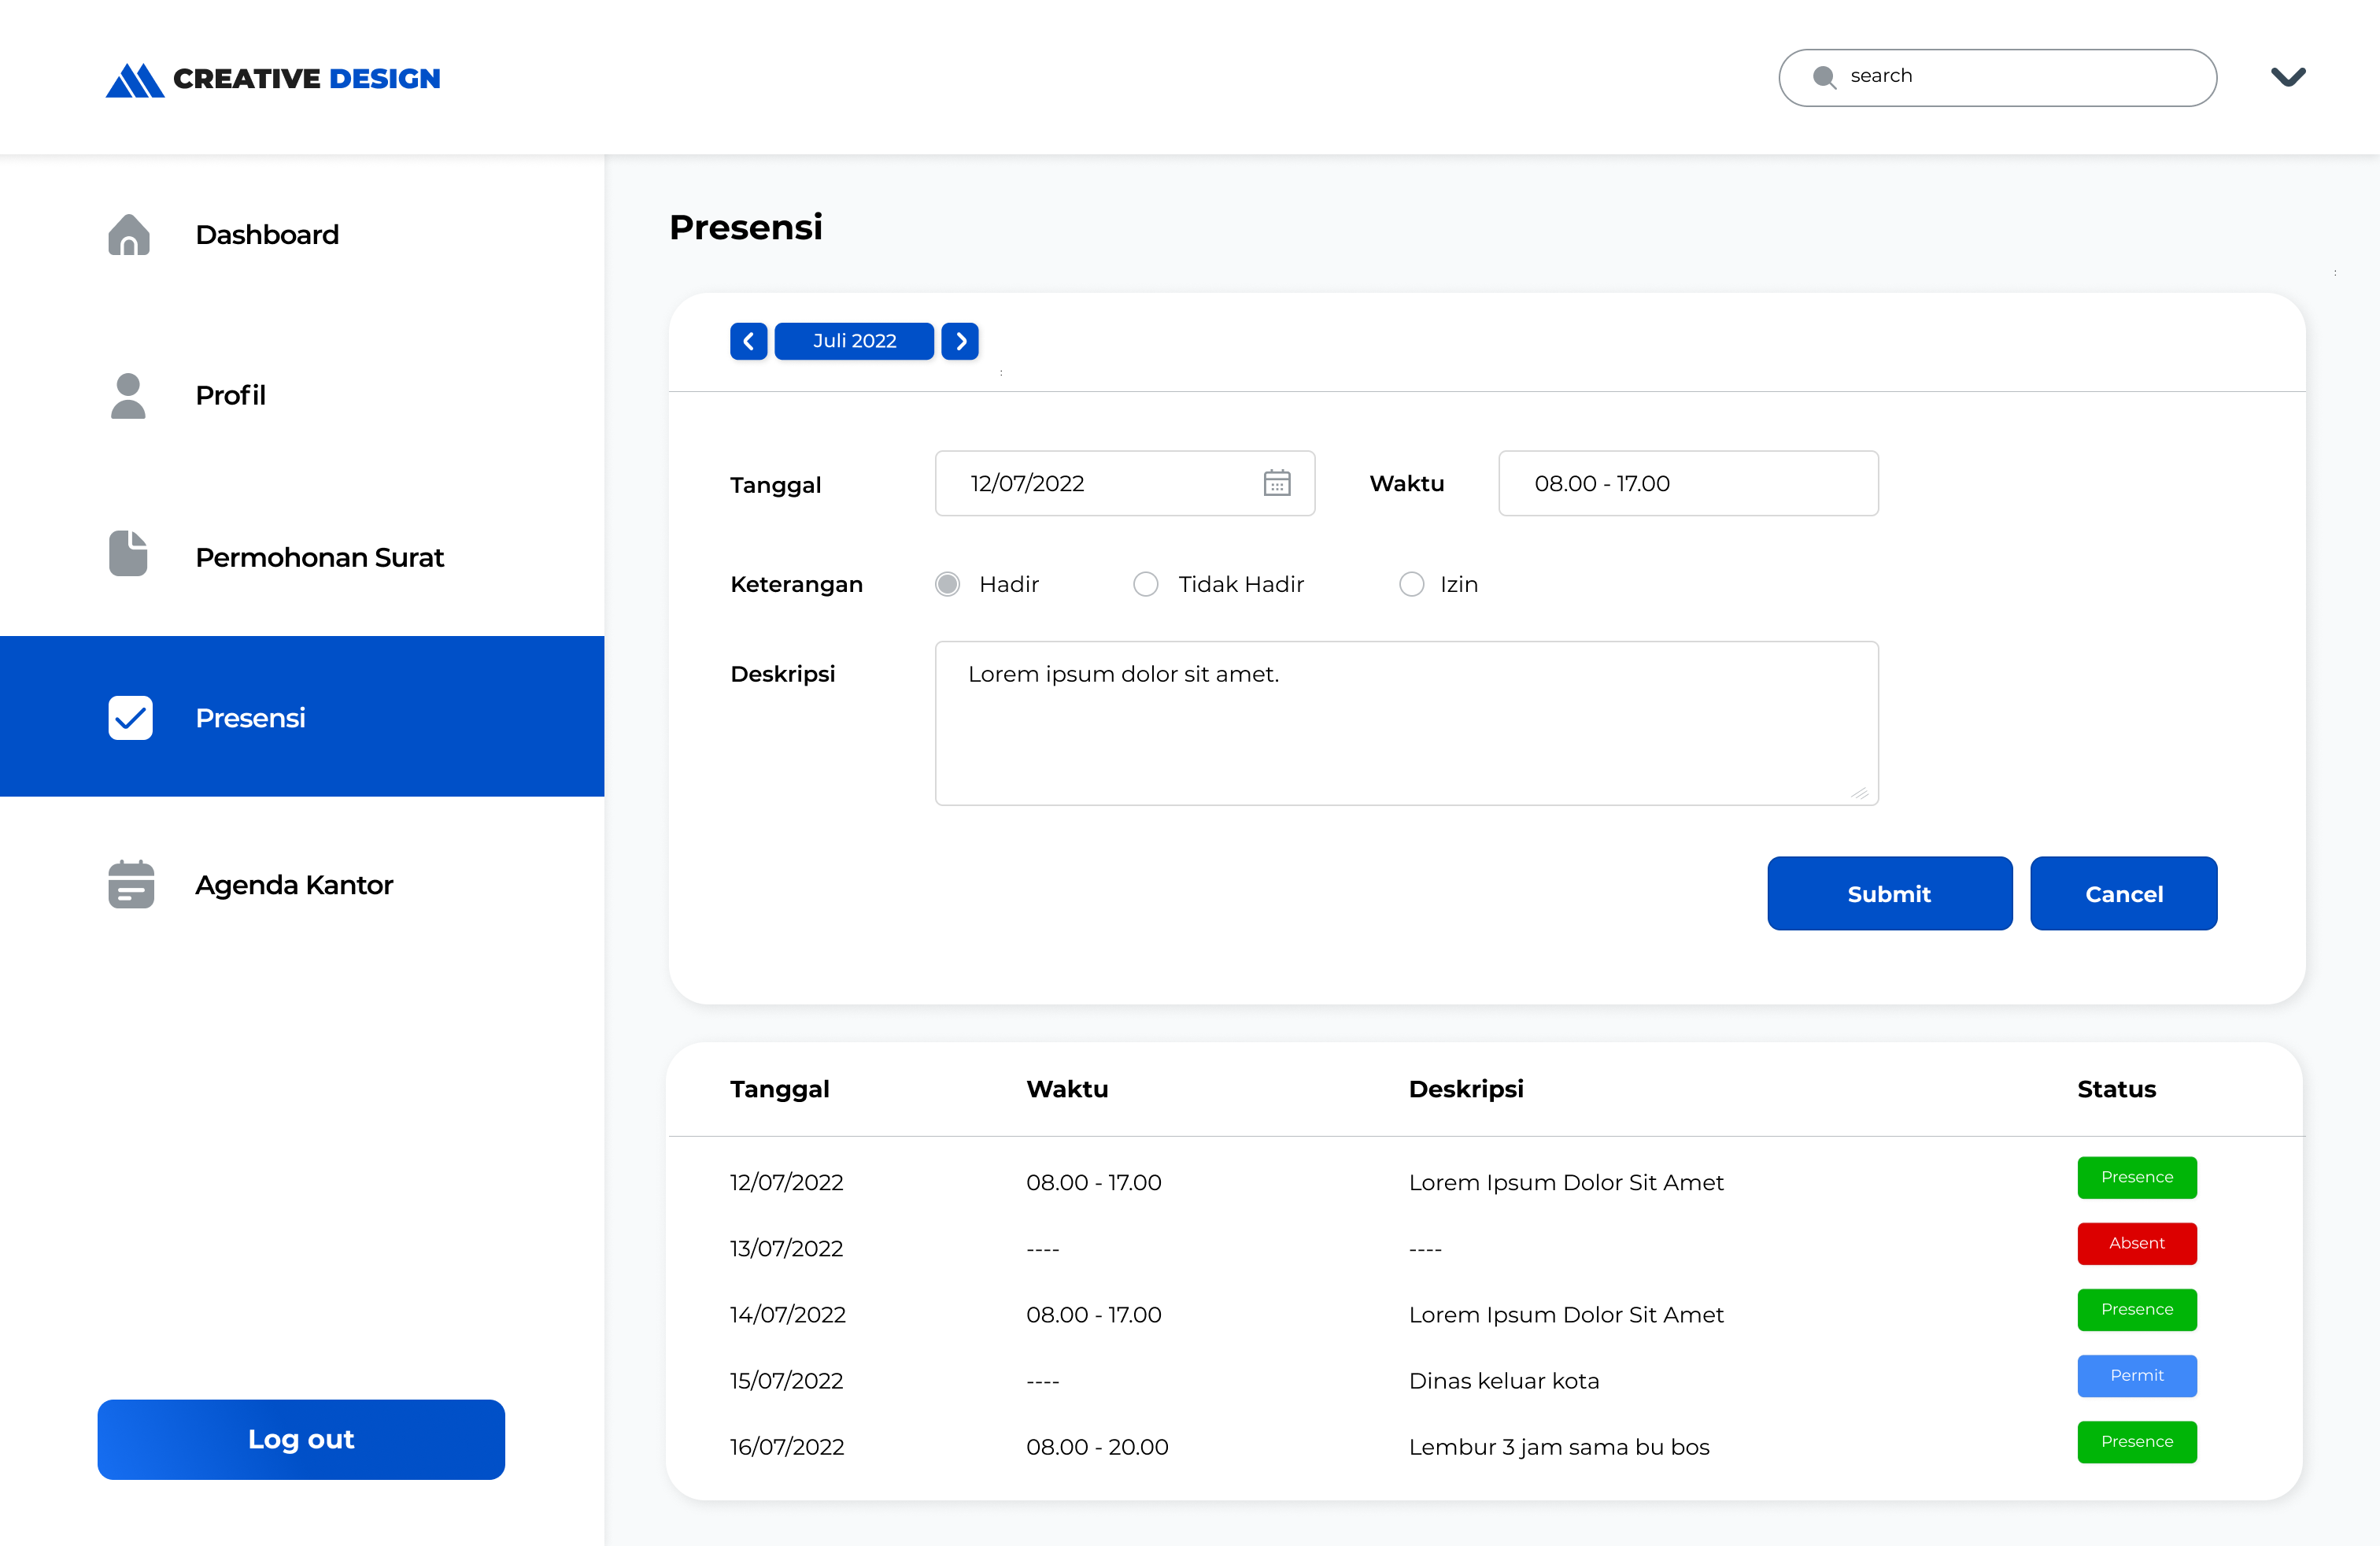 CREATIVE DESIGN
search
Dashboard
Profil
Permohonan Surat
Presensi
Agenda Kantor
Log out
Presensi
Juli 2022
Tanggal 12/07/2022 Waktu 08.00 - 17.00
Keterangan Hadir Tidak Hadir Izin
Deskripsi Lorem ipsum dolor sit amet.
Submit Cancel
Tanggal Waktu Deskripsi Status
12/07/2022 08.00 - 17.00 Lorem Ipsum Dolor Sit Amet Presence
13/07/2022 ---- ---- Absent
14/07/2022 08.00 - 17.00 Lorem Ipsum Dolor Sit Amet Presence
15/07/2022 ---- Dinas keluar kota Permit
16/07/2022 08.00 - 20.00 Lembur 3 jam sama bu bos Presence